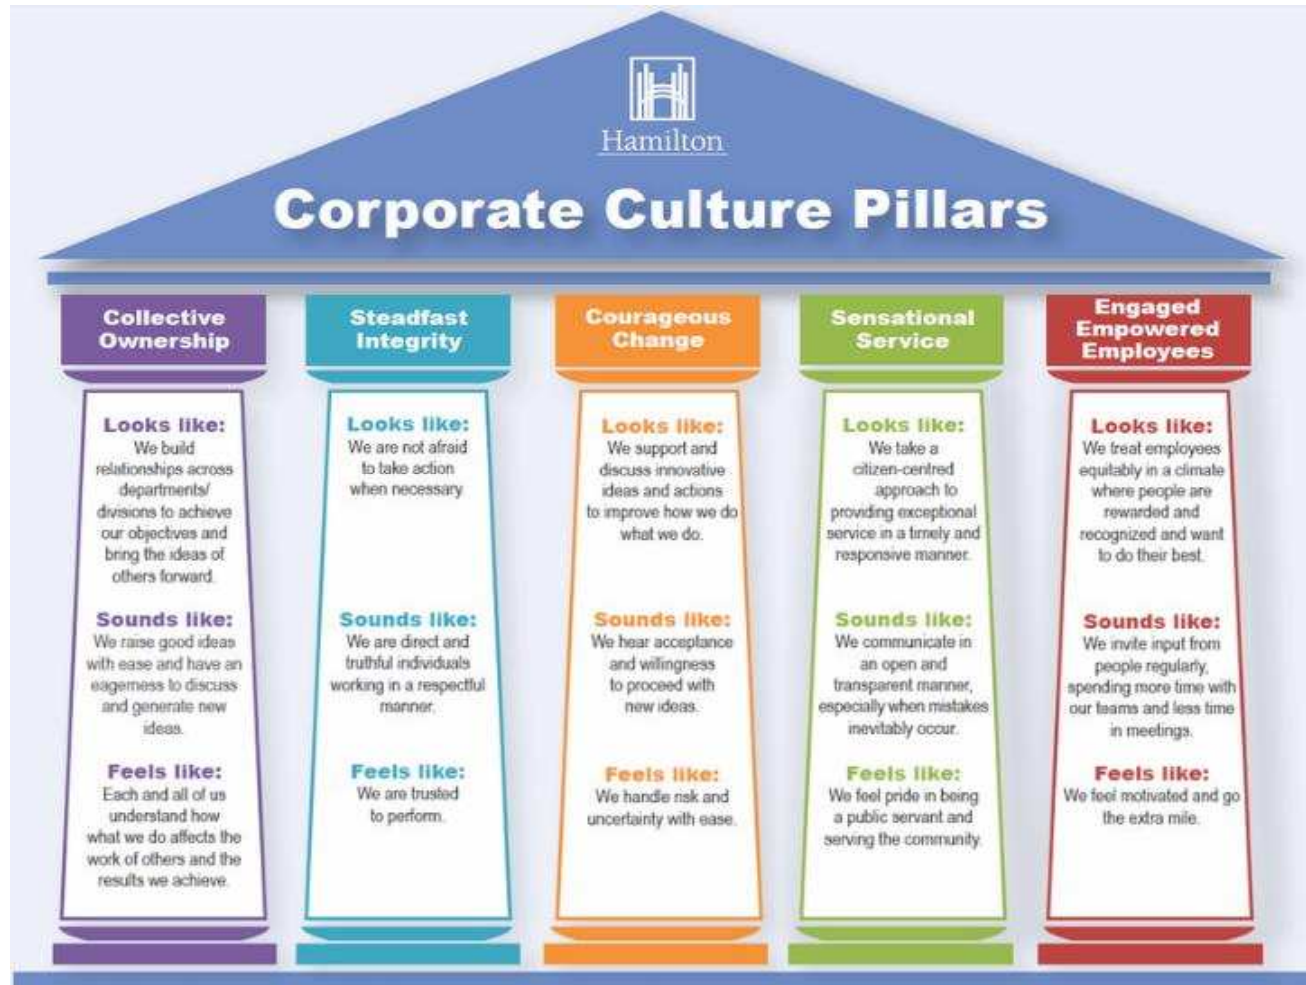 Hamilton
Corporate Culture Pillars
Collective
Ownership
Looks like:
We build
relationships across
departments/
divisions to achieve
our objectives and
bring the ideas of
others forward.
Sounds like:
We raise good ideas
with ease and have an
eagerness to discuss
and generate new
ideas.
Feels like:
Each and all of us
understand how
what we do affects the
work of others and the
results we achieve.
Steadfast
Integrity
Looks like:
We are not afraid
to take action
when necessary.
Sounds like:
We are direct and
truthful individuals
working in a respectful
manner.
Feels like:
We are trusted
to perform.
Courageous
Change
Looks like:
We support and
discuss innovative
ideas and actions
to improve how we do
what we do.
Sounds like:
We hear acceptance
and willingness
to proceed with
new ideas.
Feels like:
We handle risk and
uncertainty with ease.
Sensational
Service
Looks like:
We take a
citizen-centred
approach to
providing exceptional
service in a timely and
responsive manner.
Sounds like:
We communicate in
an open and
transparent manner,
especially when mistakes
inevitably occur.
Feels like:
We feel pride in being
a public servant and
serving the community.
Engaged
Empowered
Employees
Looks like:
We treat employees
equitably in a climate
where people are
rewarded and
recognized and want
to do their best.
Sounds like:
We invite input from
people regularly,
spending more time with
our teams and less time
in meetings.
Feels like:
We feel motivated and go
the extra mile.